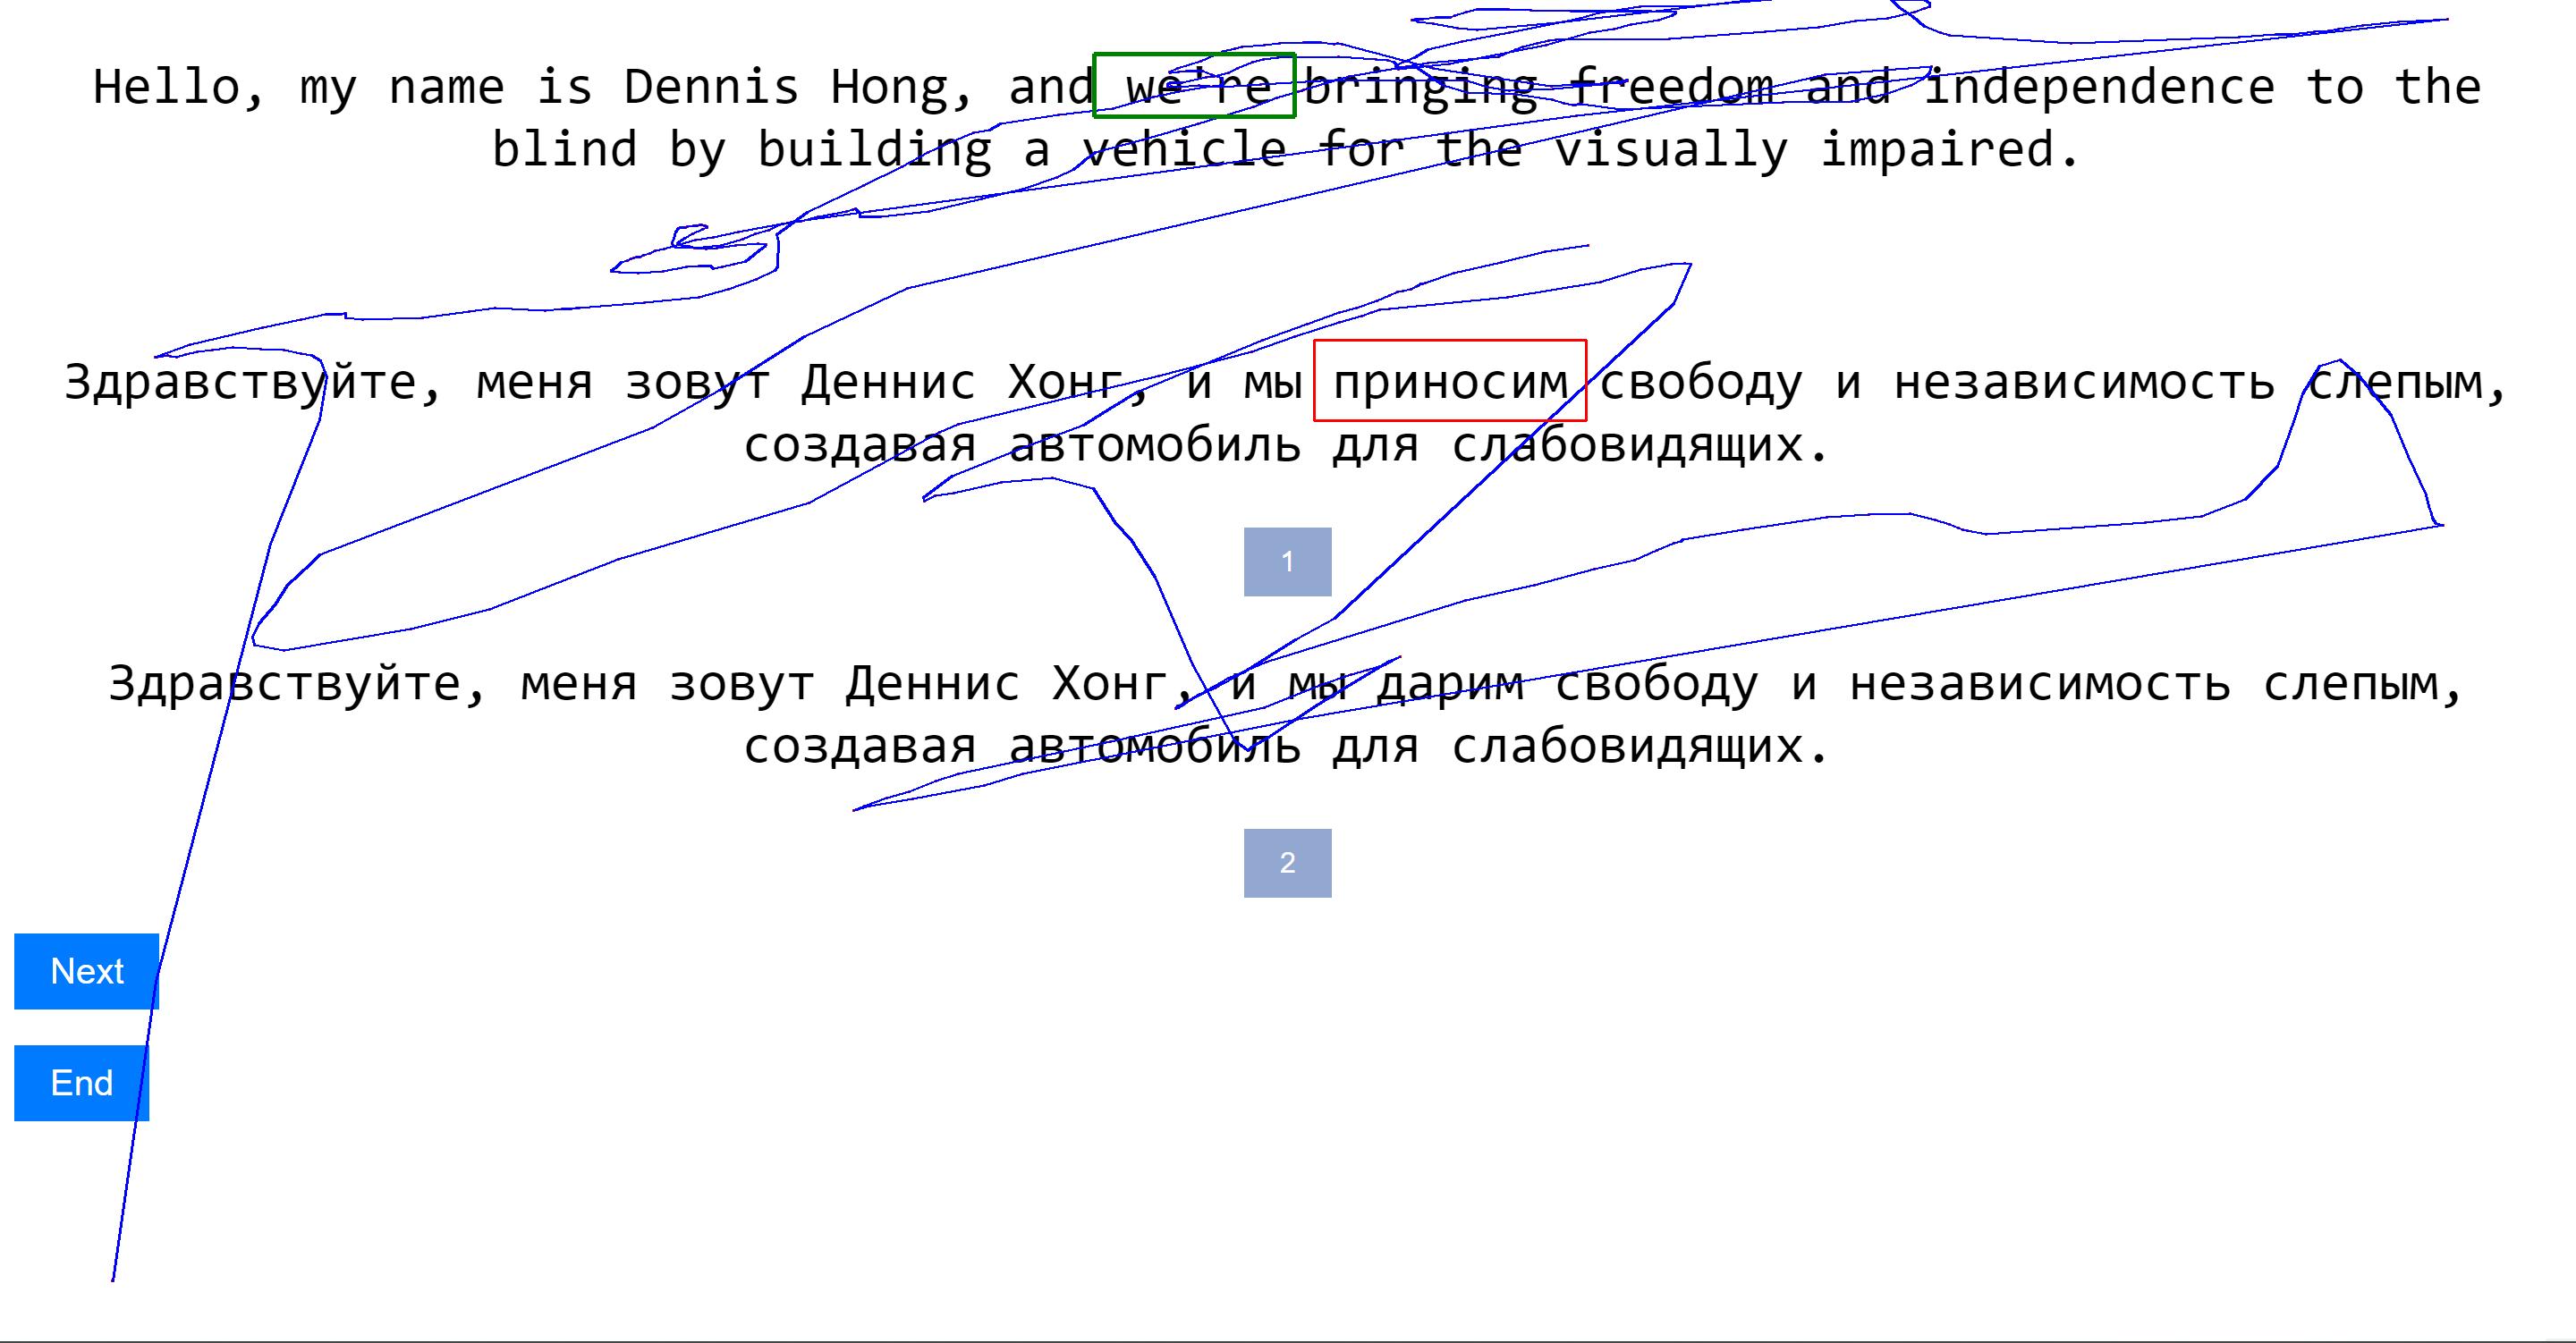 Hello, my name is Dennis Hong, and we're bringing freedom and independence to the
blind by building a vehicle for the visually impaired.
Здравствуйте, меня зовут Деннис Хонг, и мы приносим свободу и независимость слепым,
создавая автомобиль для слабовидящих.
1
Здравствуйте, меня зовут Деннис Хонг, и мы дарим свободу и независимость слепым,
создавая автомобиль для слабовидящих.
2
Next
End